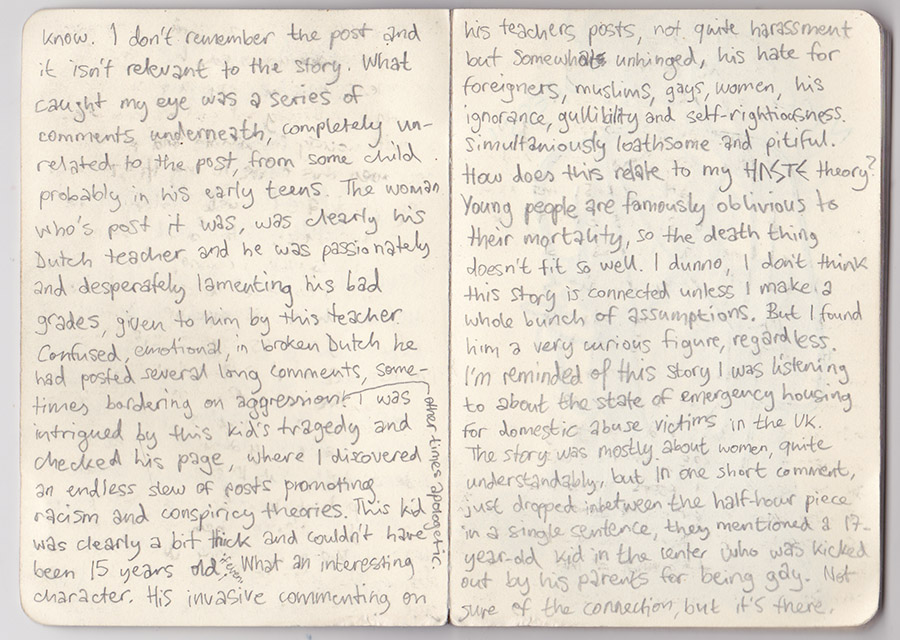 know. I don't remember the post and
it isn't relevant to the story. What
caught my eye was a series of
comments underneath, completely un-
related to the post, from some child
probably in his early teens. The woman
who's post it was, was clearly his
Dutch teacher and he was passionately
and desperately lamenting his bad
grades, given to him by this teacher.
Confused, emotional, in broken Dutch he
had posted several long comments, some-
times bordering on aggression. I was
other times apologetic.
intrigued by this kid's tragedy and
checked his page, where I discovered
an endless slew of posts promoting
racism and conspiricy theories. This kid
was clearly a bit thick and couldn't have
been 15 years old even. What an interesting
character. His invasive commenting on
his teachers posts, not quite harassment
but somewhat unhinged, his hate for
foreigners, muslims, gays, women, his
ignorance, gullibilty and self-rightiousness.
Simultaniously loathsome and pitiful.
How does this relate to my HASTE theory?
Young people are famously oblivious to
their mortality, so the death thing
doesn't fit so well. I dunno, I don't think
this story is connected unless I make a
whole bunch of assumptions. But I found
him a very curious figure, regardless.
I'm reminded of this story I was listening
to about the state of emergency housing
for domestic abuse victims in the UK.
The story was mostly about women, quite
understandably, but in one short comment,
just dropped inbetween the half-hour piece
in a single sentence, they mentioned a 17-
year-old kid in the center who was kicked
out by his parents for being gay. Not
sure of the connection, but it's there.